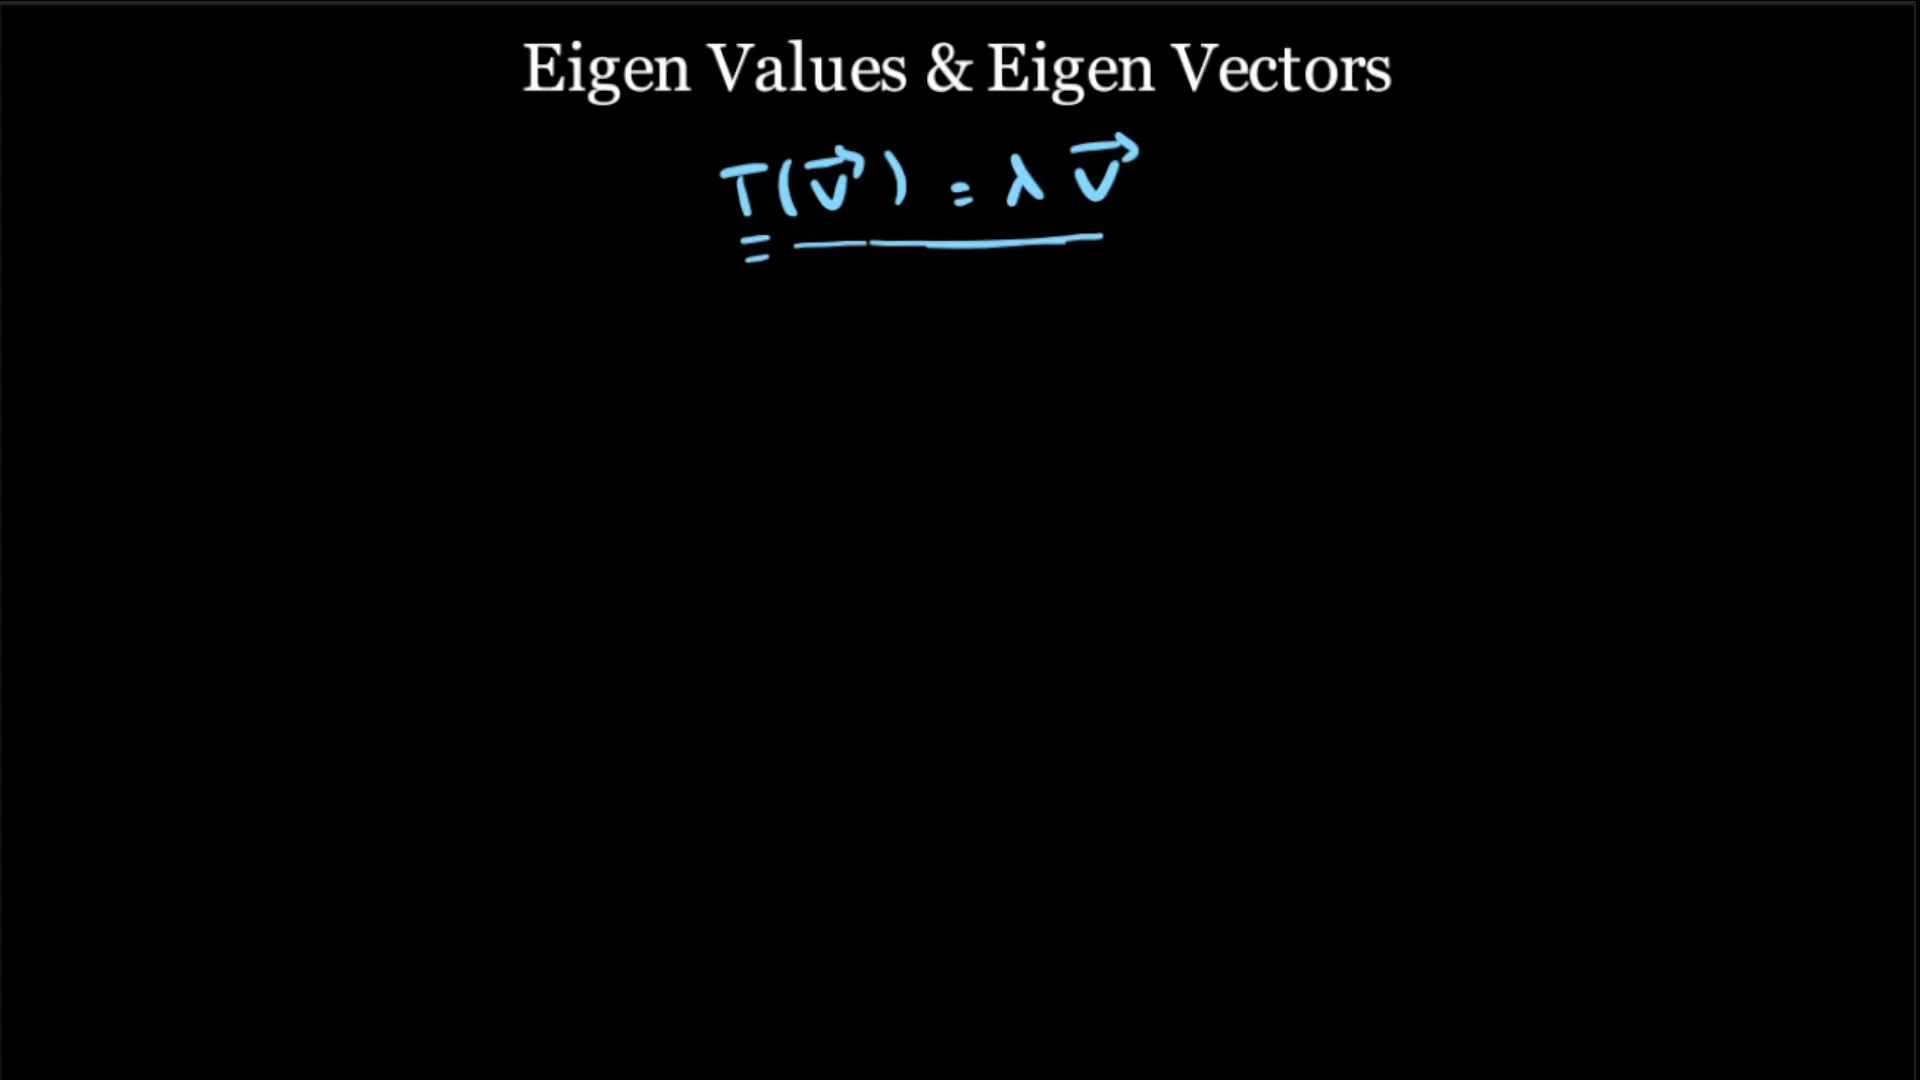 Eigen Values & Eigen Vectors
T(v⃗) = λ v⃗